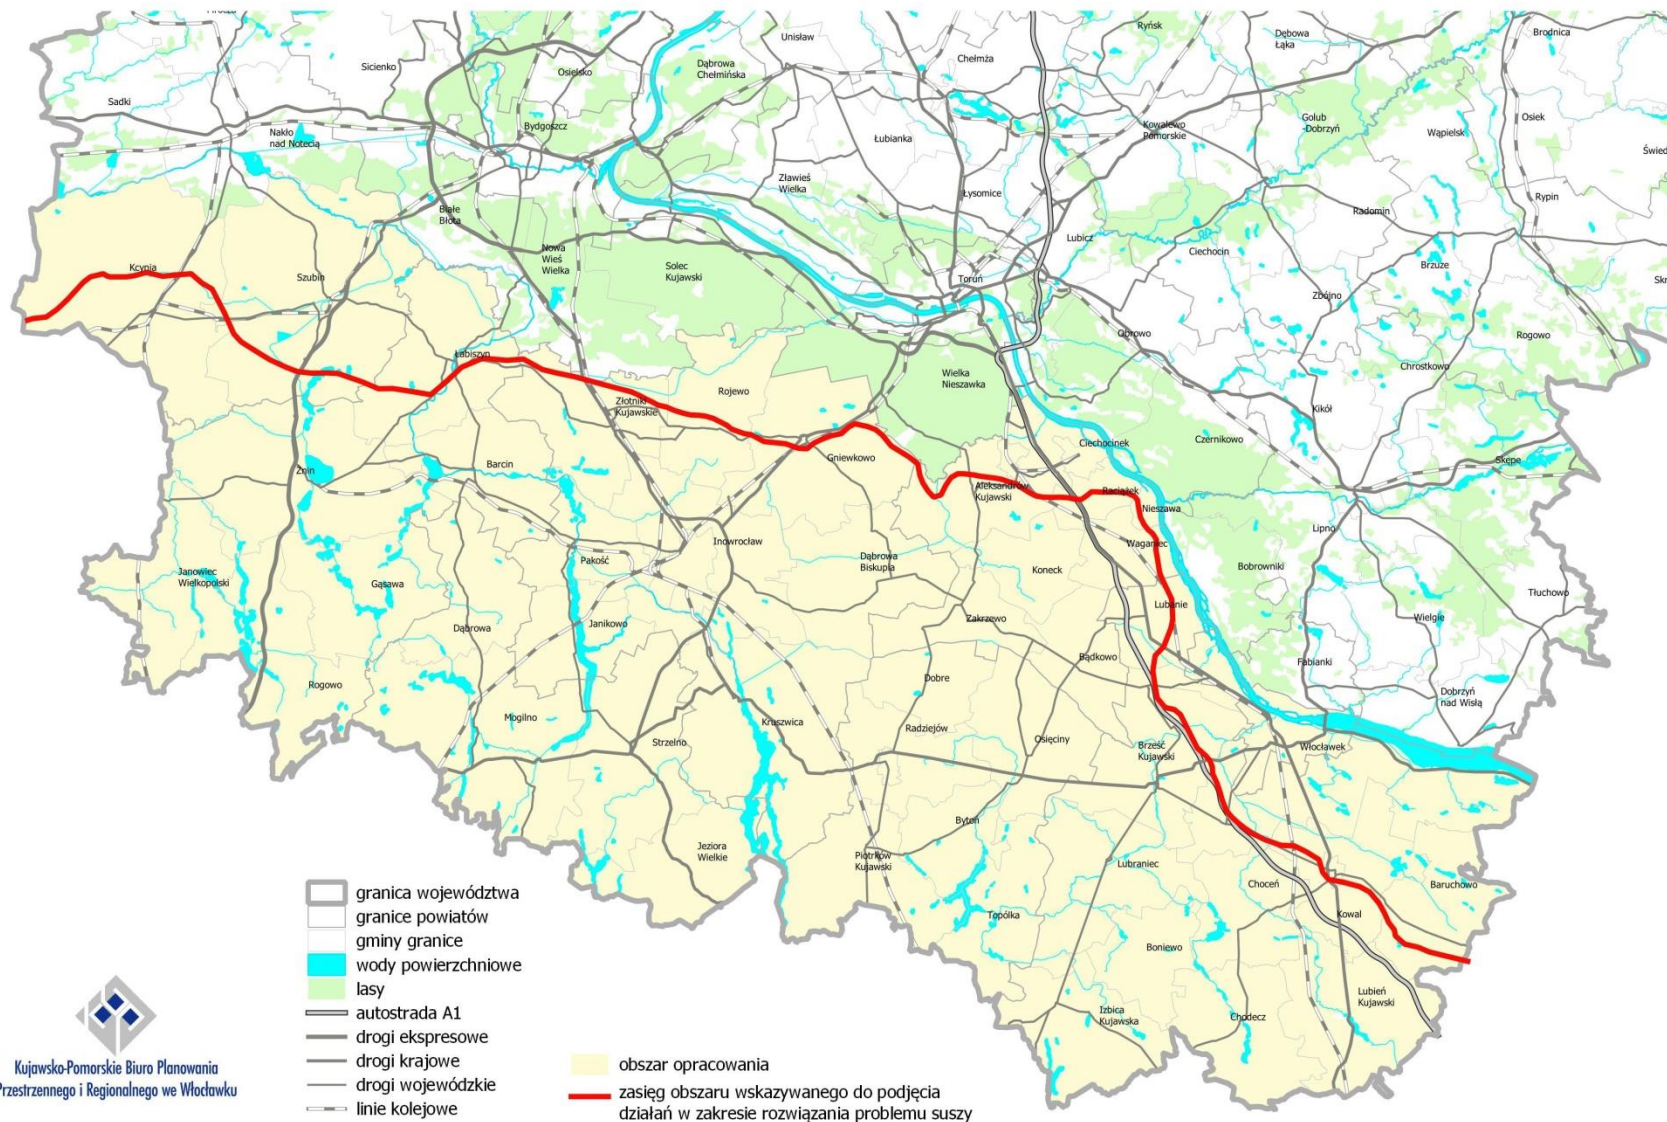 Unisław
Ryńsk
Dębowa
Łąka
Brodnica
Sicienko
Osielsko
Dąbrowa
Chełmińska
Chełmża
Sadki
Nakło
nad Notecią
Bydgoszcz
Łubianka
Kowalewo
Pomorskie
Golub
-Dobrzyń
Wąpielsk
Osiek
Zławieś
Wielka
Łysomice
Radomin
Rypin
Białe
Błota
Nowa
Wieś
Wielka
Solec
Kujawski
Lubicz
Ciechocin
Brzuze
Kcynia
Szubin
Toruń
Zbójno
Obrowo
Rogowo
Chrostkowo
Łabiszyn
Rojewo
Wielka
Nieszawka
Złotniki
Kujawskie
Kikół
Czernikowo
Ciechocinek
Skępe
Żnin
Barcin
Gniewkowo
Aleksandrów
Kujawski
Raciążek
Nieszawa
Lipno
Inowrocław
Waganiec
Dąbrowa
Biskupia
Koneck
Bobrowniki
Janowiec
Wielkopolski
Gąsawa
Pakość
Tłuchowo
Lubanie
Wielgie
Zakrzewo
Janikowo
Dąbrowa
Bądkowo
Fabianki
Dobre
Dobrzyń
nad Wisłą
Rogowo
Mogilno
Kruszwica
Radziejów
Osięciny
Strzelno
Brześć
Kujawski
Włocławek
Bytoń
Jeziora
Wielkie
Piotrków
Kujawski
Lubraniec
Choceń
Baruchowo
Topólka
Kowal
Boniewo
Lubień
Kujawski
Izbica
Kujawska
Chodecz
granica województwa
granice powiatów
gminy granice
wody powierzchniowe
lasy
autostrada A1
drogi ekspresowe
drogi krajowe
drogi wojewódzkie
linie kolejowe
obszar opracowania
zasięg obszaru wskazywanego do podjęcia
działań w zakresie rozwiązania problemu suszy
Kujawsko-Pomorskie Biuro Planowania
Przestrzennego i Regionalnego we Włocławku